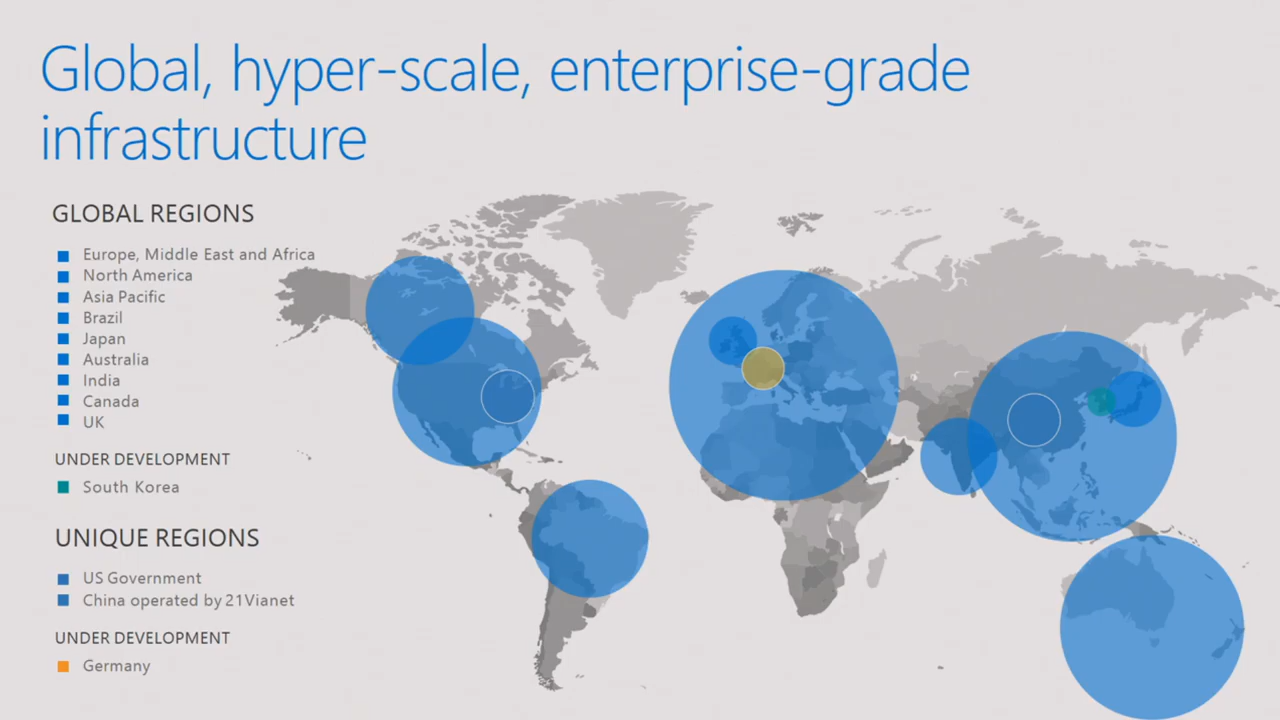 Global, hyper-scale, enterprise-grade
infrastructure
GLOBAL REGIONS
Europe, Middle East and Africa
North America
Asia Pacific
Brazil
Japan
Australia
India
Canada
UK
UNDER DEVELOPMENT
South Korea
UNIQUE REGIONS
US Government
China operated by 21Vianet
UNDER DEVELOPMENT
Germany